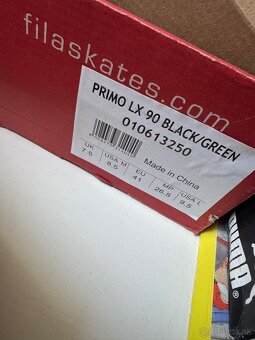 filaskates.com
PRIMO LX 90 BLACK/GREEN
010613250
Made in China
UK USA M EU MP USA L
7.5 8.5 41 26.5 9.5
PUMA